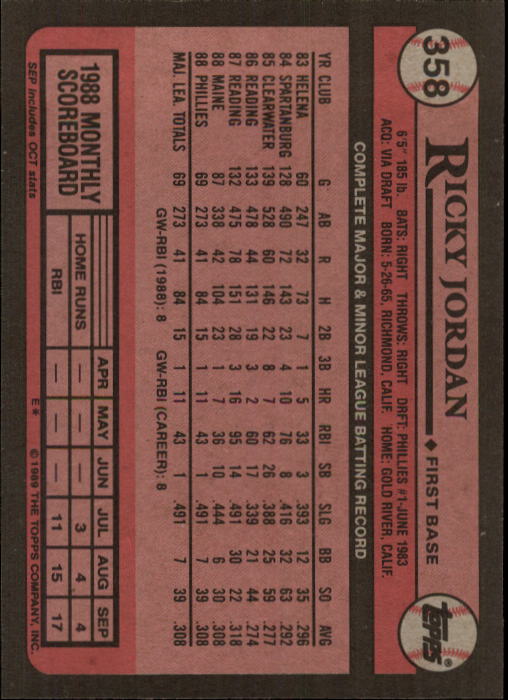 358
RICKY JORDAN ◆ FIRST BASE
topps
6'5" 185 lb. BATS: RIGHT THROWS: RIGHT DRFT: PHILLIES #1-JUNE 1983
ACQ: VIA DRAFT BORN: 5-26-65, RICHMOND, CALIF. HOME: GOLD RIVER, CALIF.
COMPLETE MAJOR & MINOR LEAGUE BATTING RECORD
YR CLUB G AB R H 2B 3B HR RBI SB SLG BB SO AVG
83 HELENA 60 247 32 73 7 1 5 33 3 .393 12 35 .296
84 SPARTANBURG 128 490 72 143 23 4 10 76 8 .416 32 63 .292
85 CLEARWATER 139 528 60 146 22 8 7 62 26 .388 25 59 .277
86 READING 133 478 44 131 19 3 2 60 17 .339 21 44 .274
87 READING 132 475 78 151 28 3 16 95 14 .491 30 22 .318
88 MAINE 87 338 42 104 23 1 7 36 10 .444 6 30 .308
88 PHILLIES 69 273 41 84 15 1 11 43 1 .491 7 39 .308
MAJ. LEA. TOTALS 69 273 41 84 15 1 11 43 1 .491 7 39 .308
GW-RBI (1988): 8 GW-RBI (CAREER): 8
1988 MONTHLY
SCOREBOARD
APR MAY JUN JUL AUG SEP
HOME RUNS — — — 3 4 4
RBI — — — 11 15 17
SEP includes OCT stats E* © 1989 THE TOPPS COMPANY, INC.